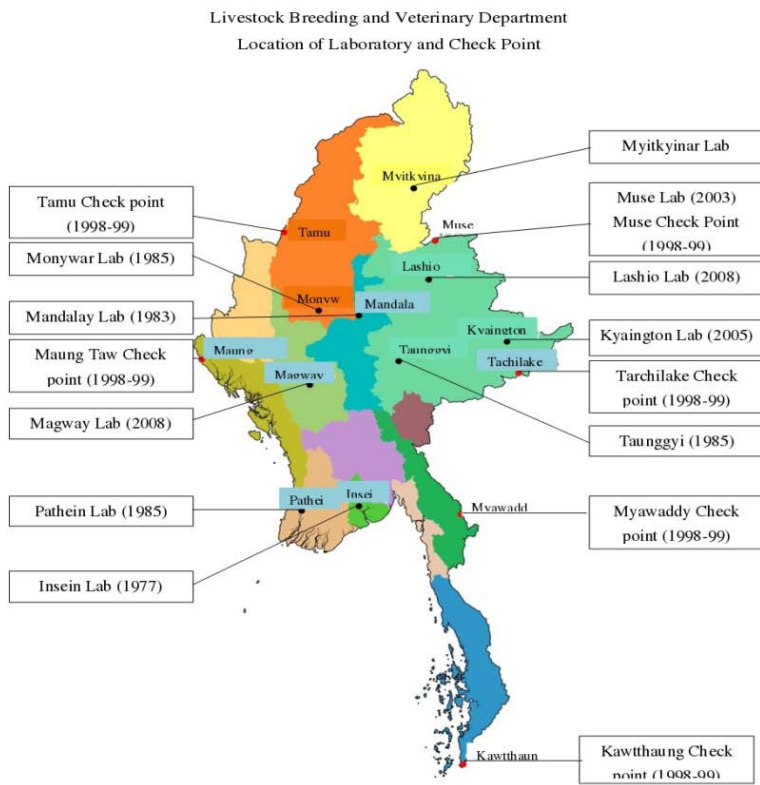 Livestock Breeding and Veterinary Department
Location of Laboratory and Check Point
Myitkyinar Lab
Mvitkvina
Tamu Check point
(1998-99)
Muse Lab (2003)
Muse Check Point
(1998-99)
Muse
Tamu
Monywar Lab (1985)
Lashio
Lashio Lab (2008)
Monvw
Mandala
Mandalay Lab (1983)
Kvaington
Kyaington Lab (2005)
Maung
Taunggvi
Tachilake
Maung Taw Check
point (1998-99)
Tarchilake Check
point (1998-99)
Magwav
Magway Lab (2008)
Taunggyi (1985)
Pathei
Insei
Mvawadd
Pathein Lab (1985)
Myawaddy Check
point (1998-99)
Insein Lab (1977)
Kawtthaun
Kawtthaung Check
point (1998-99)